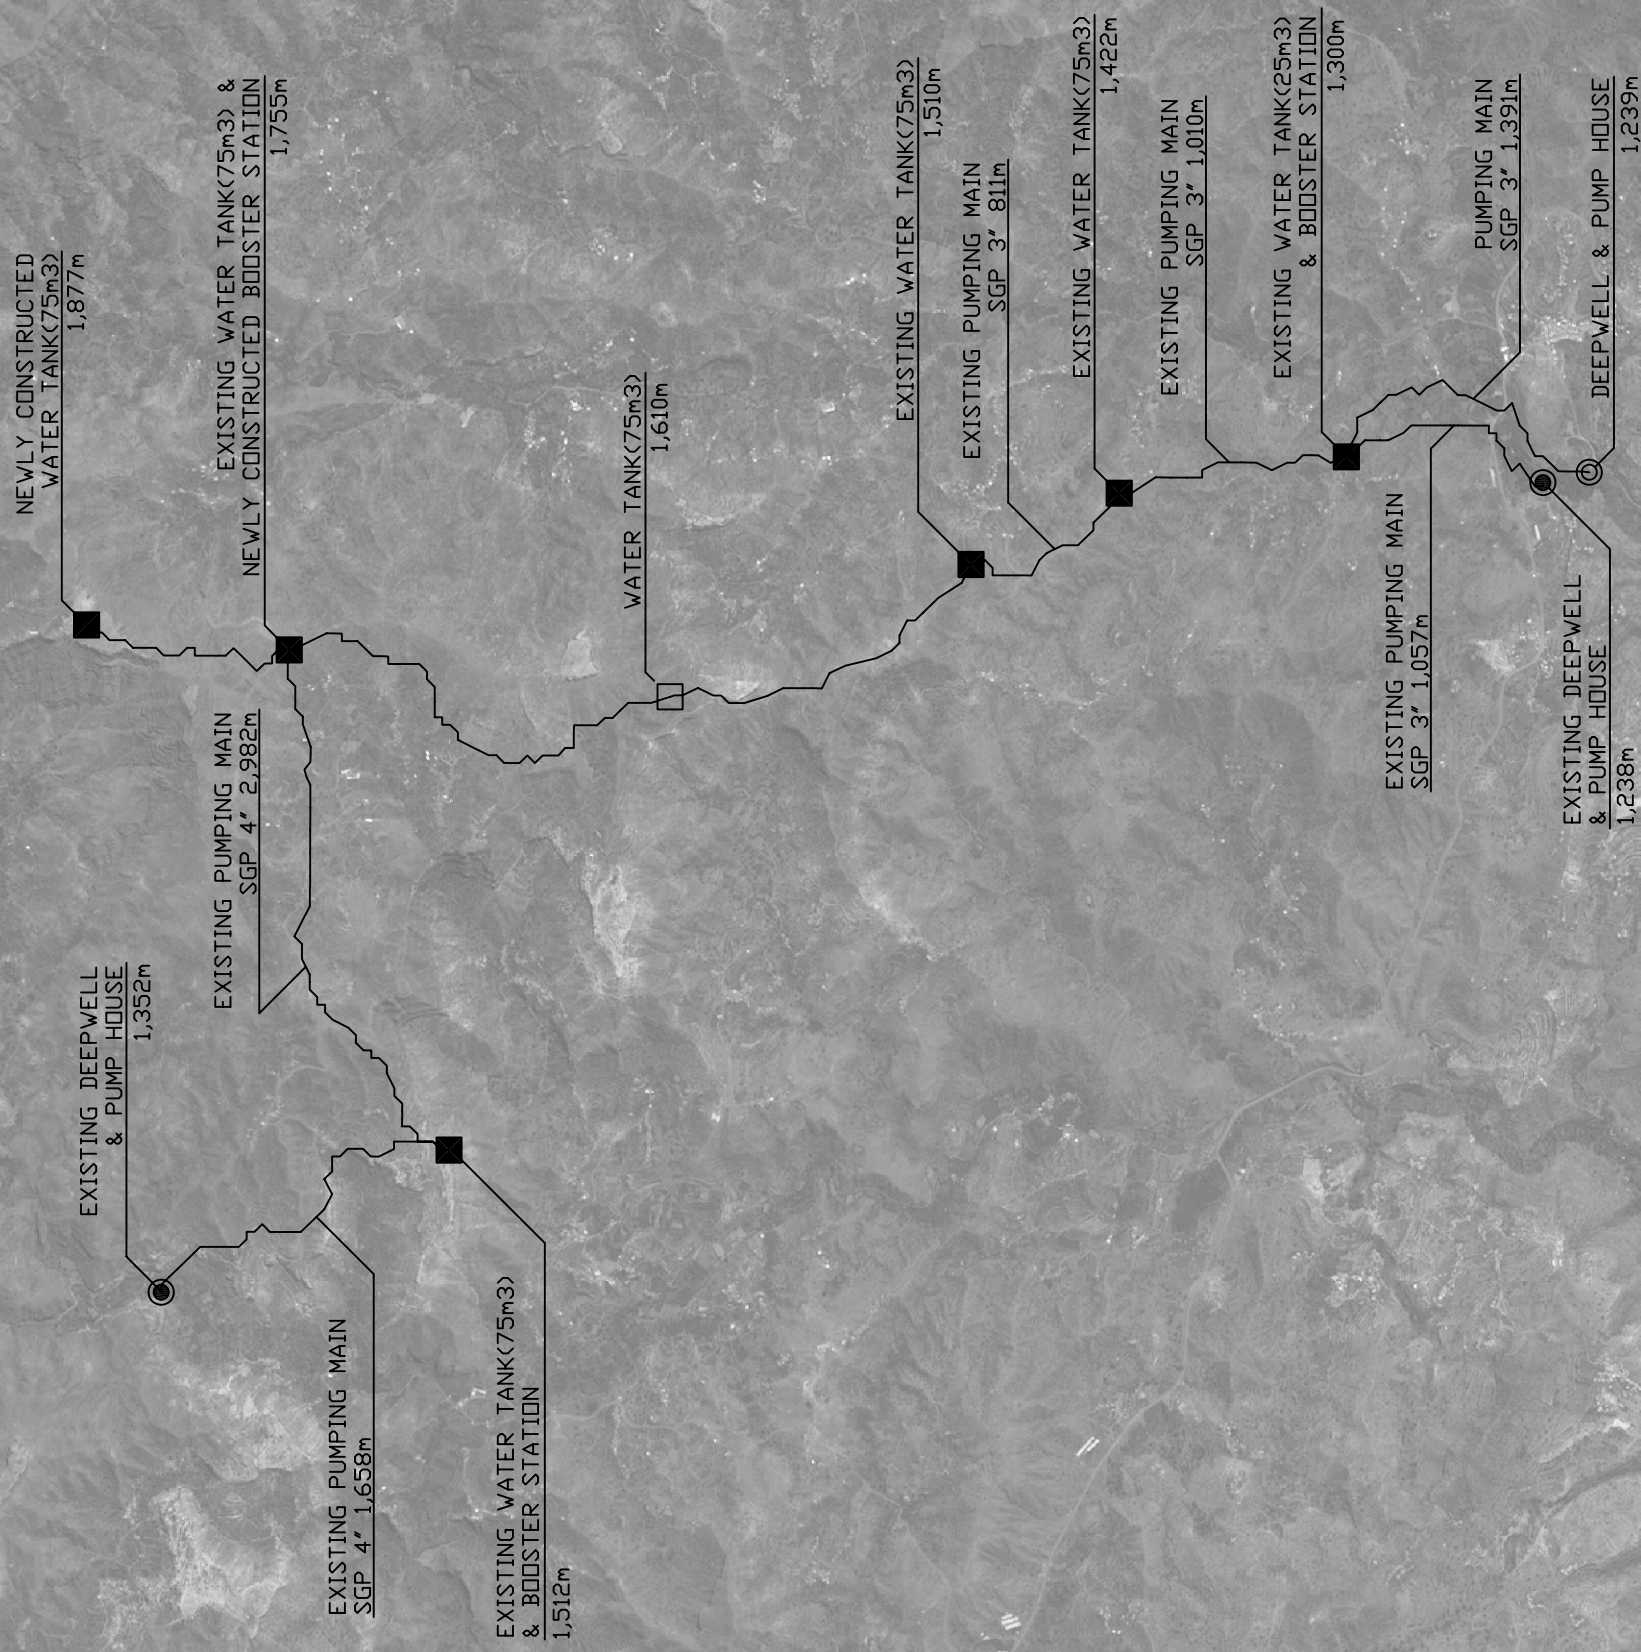 NEWLY CONSTRUCTED
WATER TANK(75m3)
1,877m
EXISTING WATER TANK(75m3) &
NEWLY CONSTRUCTED BOOSTER STATION
1,755m
EXISTING PUMPING MAIN
SGP 4" 2,982m
EXISTING DEEPWELL
& PUMP HOUSE
1,352m
EXISTING PUMPING MAIN
SGP 4" 1,658m
EXISTING WATER TANK(75m3)
& BOOSTER STATION
1,512m
WATER TANK(75m3)
1,610m
EXISTING WATER TANK(75m3)
1,510m
EXISTING PUMPING MAIN
SGP 3" 811m
EXISTING WATER TANK(75m3)
1,422m
EXISTING PUMPING MAIN
SGP 3" 1,010m
EXISTING WATER TANK(25m3)
& BOOSTER STATION
1,300m
PUMPING MAIN
SGP 3" 1,391m
DEEPWELL & PUMP HOUSE
1,239m
EXISTING PUMPING MAIN
SGP 3" 1,057m
EXISTING DEEPWELL
& PUMP HOUSE
1,238m